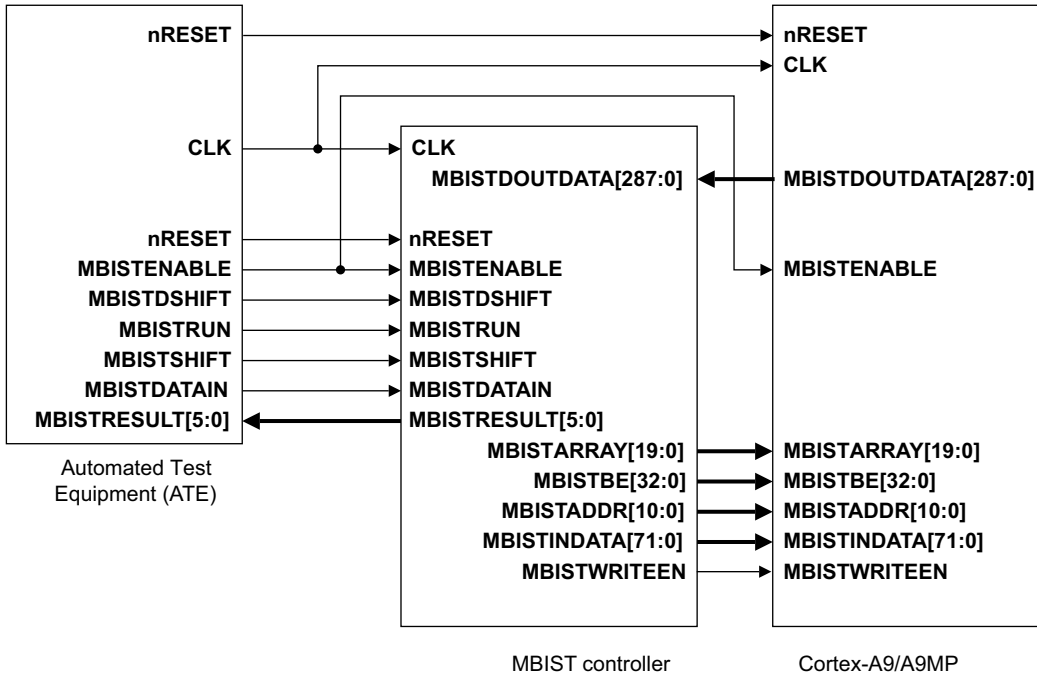 nRESET
CLK
nRESET
MBISTENABLE
MBISTDSHIFT
MBISTRUN
MBISTSHIFT
MBISTDATAIN
MBISTRESULT[5:0]
Automated Test
Equipment (ATE)
CLK
MBISTDOUTDATA[287:0]
nRESET
MBISTENABLE
MBISTDSHIFT
MBISTRUN
MBISTSHIFT
MBISTDATAIN
MBISTRESULT[5:0]
MBISTARRAY[19:0]
MBISTBE[32:0]
MBISTADDR[10:0]
MBISTINDATA[71:0]
MBISTWRITEEN
MBIST controller
nRESET
CLK
MBISTDOUTDATA[287:0]
MBISTENABLE
MBISTARRAY[19:0]
MBISTBE[32:0]
MBISTADDR[10:0]
MBISTINDATA[71:0]
MBISTWRITEEN
Cortex-A9/A9MP